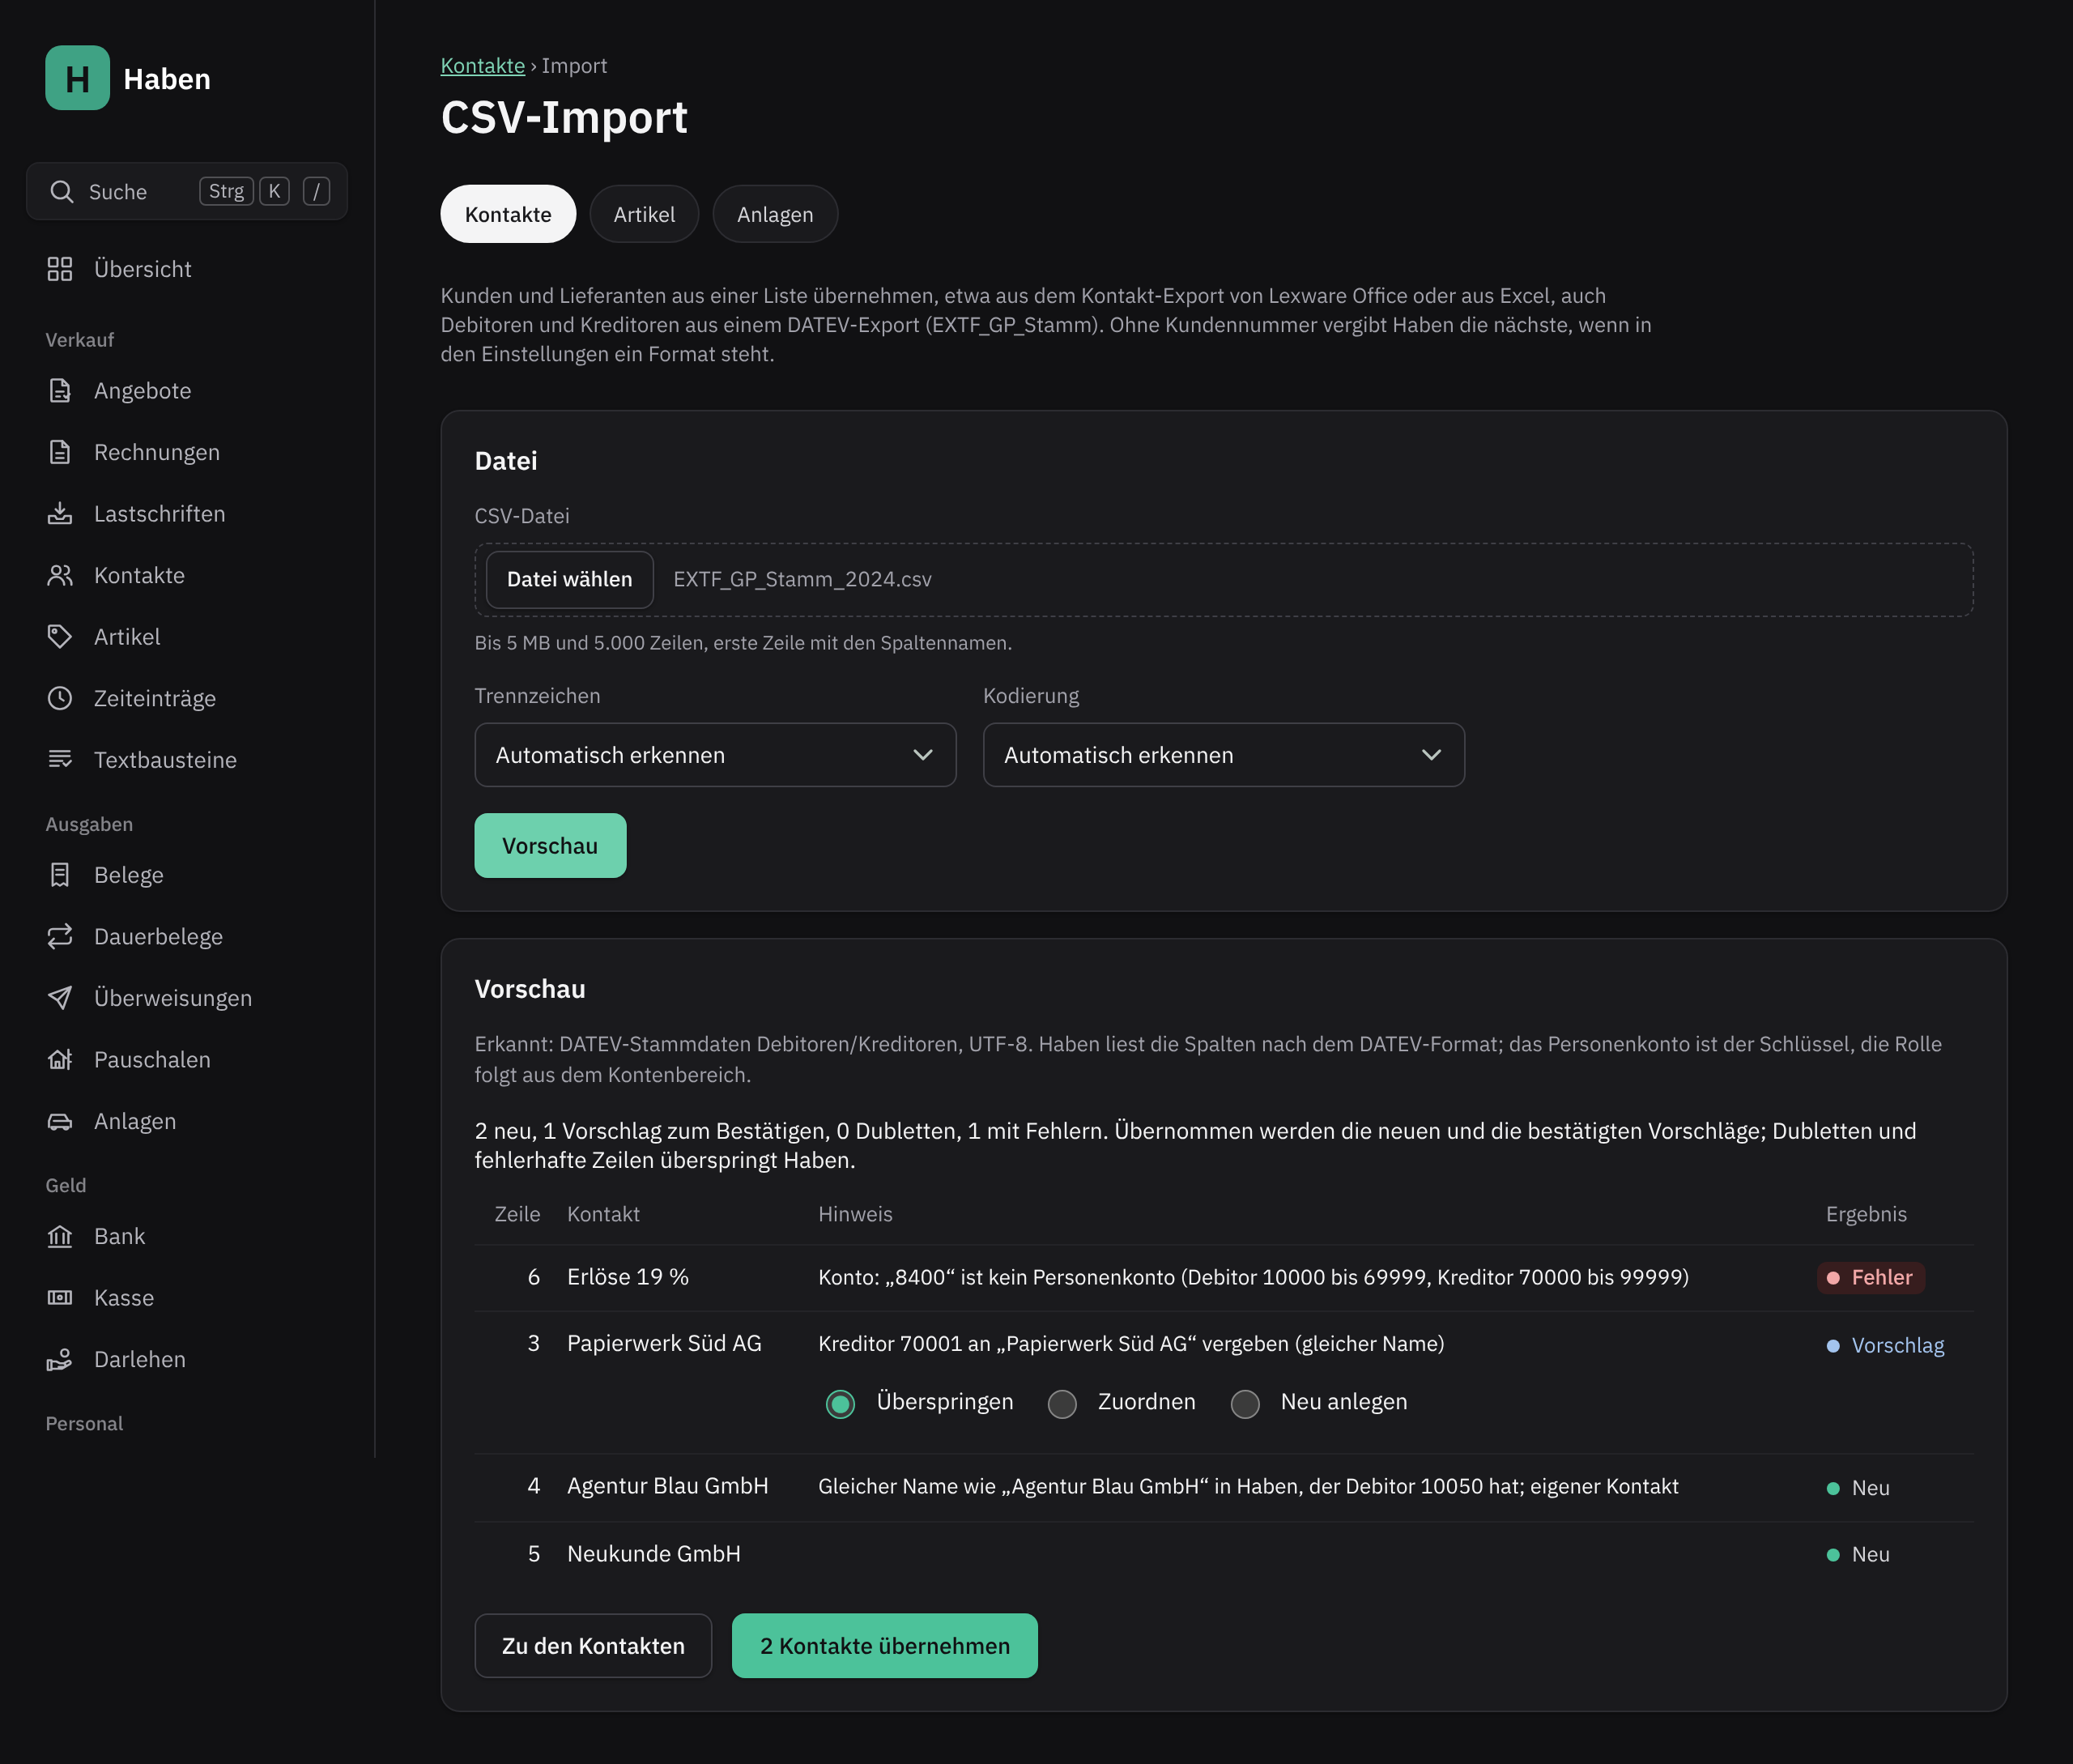 H Haben
Suche Strg K /
Übersicht
Verkauf
Angebote
Rechnungen
Lastschriften
Kontakte
Artikel
Zeiteinträge
Textbausteine
Ausgaben
Belege
Dauerbelege
Überweisungen
Pauschalen
Anlagen
Geld
Bank
Kasse
Darlehen
Personal
Kontakte › Import
CSV-Import
Kontakte Artikel Anlagen
Kunden und Lieferanten aus einer Liste übernehmen, etwa aus dem Kontakt-Export von Lexware Office oder aus Excel, auch
Debitoren und Kreditoren aus einem DATEV-Export (EXTF_GP_Stamm). Ohne Kundennummer vergibt Haben die nächste, wenn in
den Einstellungen ein Format steht.
Datei
CSV-Datei
Datei wählen EXTF_GP_Stamm_2024.csv
Bis 5 MB und 5.000 Zeilen, erste Zeile mit den Spaltennamen.
Trennzeichen Kodierung
Automatisch erkennen Automatisch erkennen
Vorschau
Vorschau
Erkannt: DATEV-Stammdaten Debitoren/Kreditoren, UTF-8. Haben liest die Spalten nach dem DATEV-Format; das Personenkonto ist der Schlüssel, die Rolle
folgt aus dem Kontenbereich.
2 neu, 1 Vorschlag zum Bestätigen, 0 Dubletten, 1 mit Fehlern. Übernommen werden die neuen und die bestätigten Vorschläge; Dubletten und
fehlerhafte Zeilen überspringt Haben.
Zeile Kontakt Hinweis Ergebnis
6 Erlöse 19 % Konto: „8400“ ist kein Personenkonto (Debitor 10000 bis 69999, Kreditor 70000 bis 99999) Fehler
3 Papierwerk Süd AG Kreditor 70001 an „Papierwerk Süd AG“ vergeben (gleicher Name) Vorschlag
Überspringen Zuordnen Neu anlegen
4 Agentur Blau GmbH Gleicher Name wie „Agentur Blau GmbH“ in Haben, der Debitor 10050 hat; eigener Kontakt Neu
5 Neukunde GmbH Neu
Zu den Kontakten 2 Kontakte übernehmen